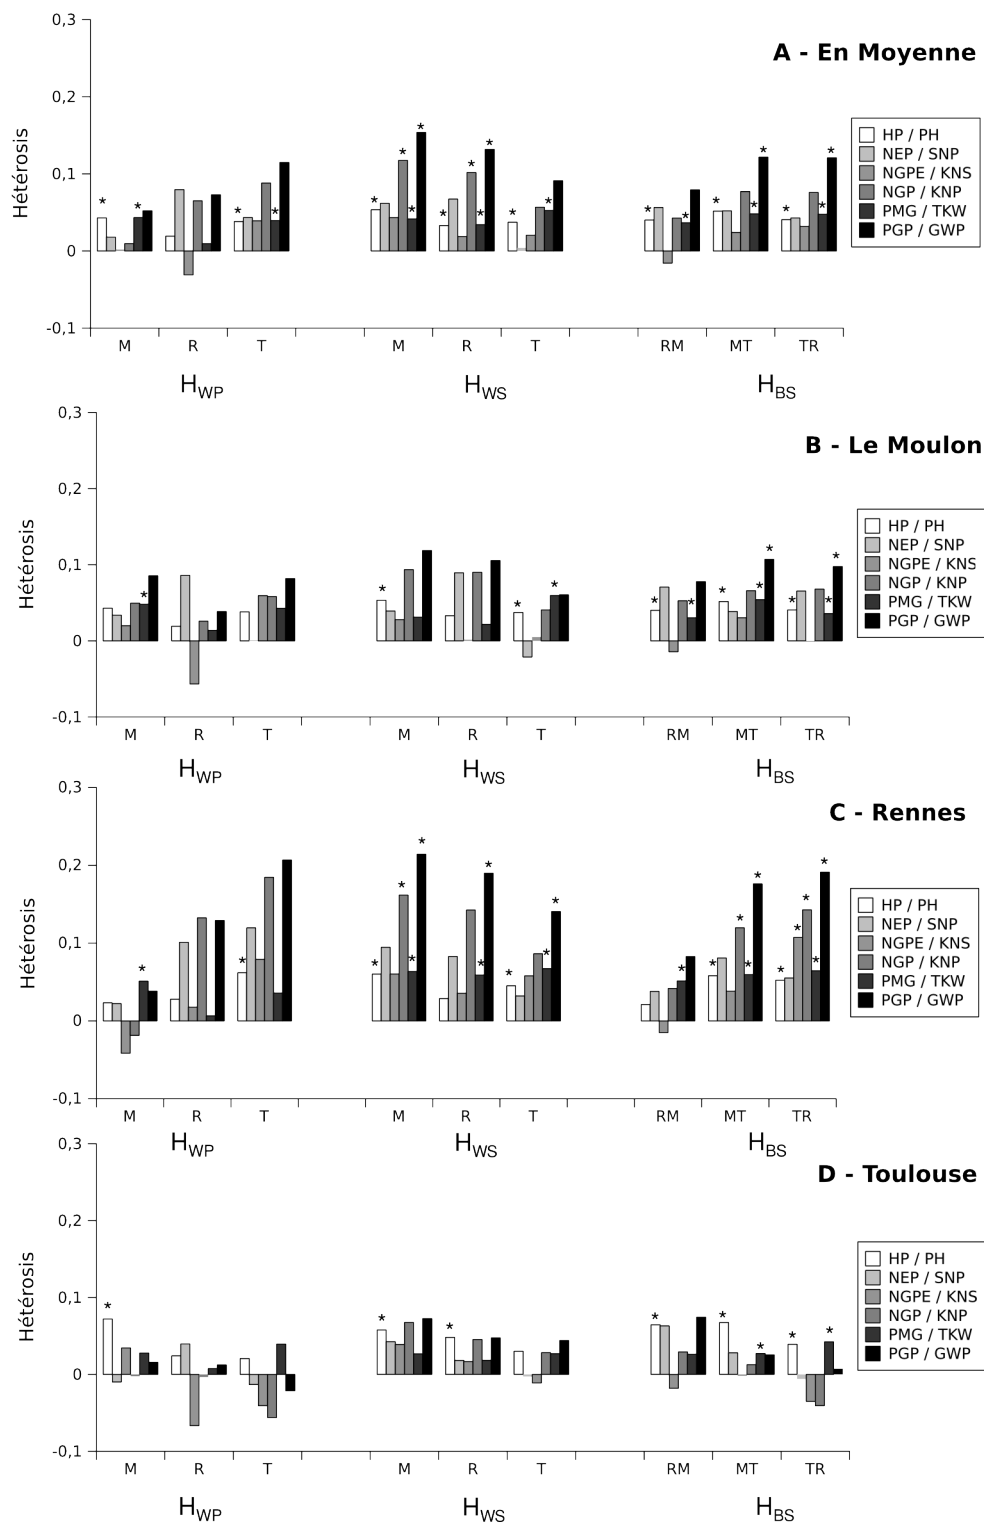 A - En Moyenne
Hétérosis
0,3
0,2
0,1
0
-0,1
* * * * * * * * * * * * * * * * * * * * * *
HP / PH
NEP / SNP
NGPE / KNS
NGP / KNP
PMG / TKW
PGP / GWP
M R T M R T RM MT TR
HWP HWS HBS
B - Le Moulon
Hétérosis
0,3
0,2
0,1
0
-0,1
* * * * * * * * * * * *
HP / PH
NEP / SNP
NGPE / KNS
NGP / KNP
PMG / TKW
PGP / GWP
M R T M R T RM MT TR
HWP HWS HBS
C - Rennes
Hétérosis
0,3
0,2
0,1
0
-0,1
* * * * * * * * * * * * * * * * * * * *
HP / PH
NEP / SNP
NGPE / KNS
NGP / KNP
PMG / TKW
PGP / GWP
M R T M R T RM MT TR
HWP HWS HBS
D - Toulouse
Hétérosis
0,3
0,2
0,1
0
-0,1
* * * * * * * *
HP / PH
NEP / SNP
NGPE / KNS
NGP / KNP
PMG / TKW
PGP / GWP
M R T M R T RM MT TR
HWP HWS HBS